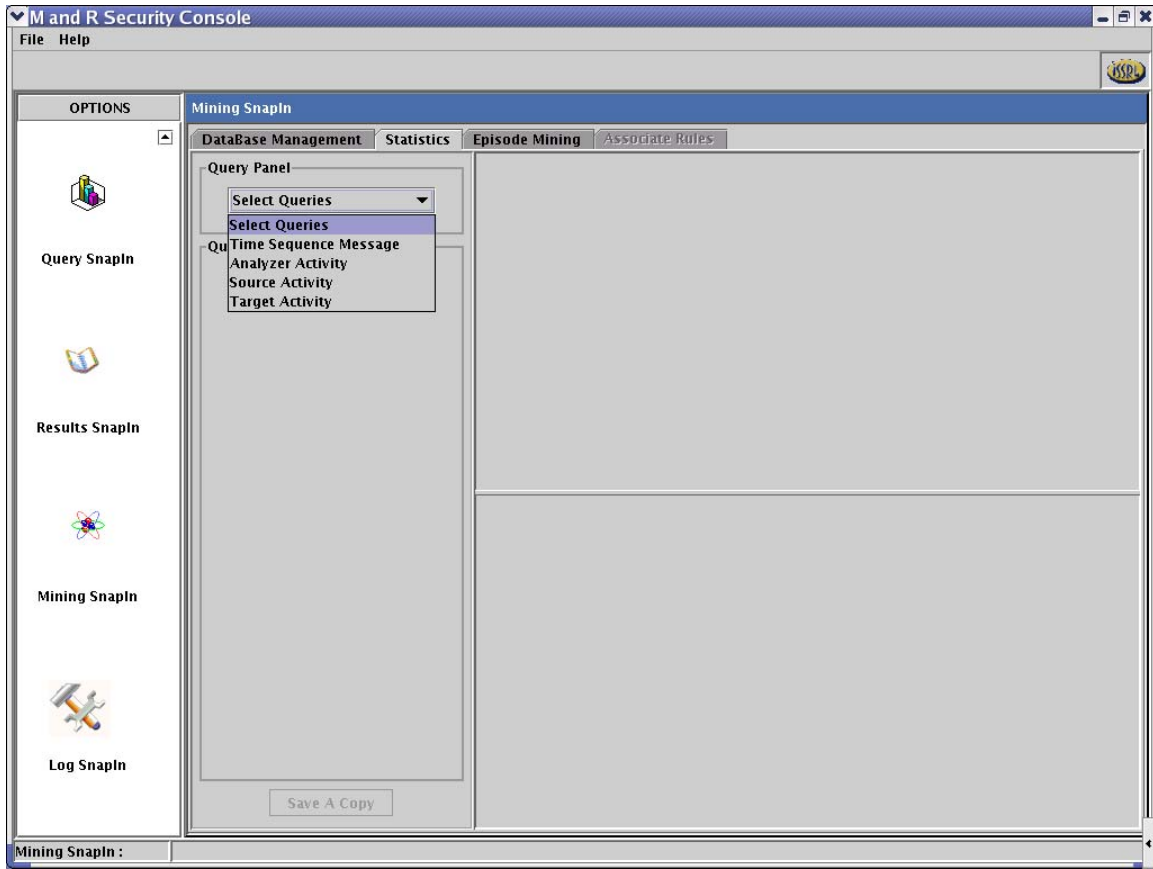 M and R Security Console
File Help
ISSRL
OPTIONS
Mining SnapIn
DataBase Management Statistics Episode Mining Associate Rules
Query Panel
Select Queries
Select Queries
Qu
Time Sequence Message
Analyzer Activity
Source Activity
Target Activity
Query SnapIn
Results SnapIn
Mining SnapIn
Log SnapIn
Save A Copy
Mining SnapIn :